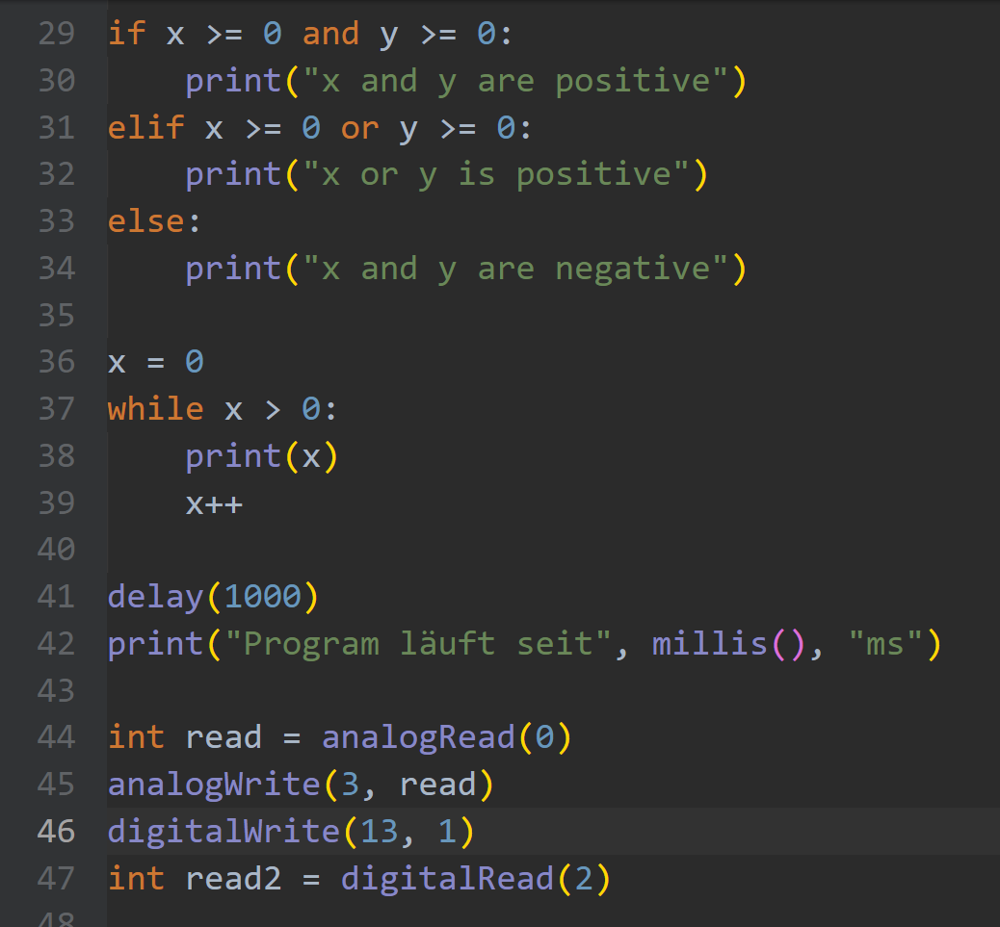 29 if x >= 0 and y >= 0:
30     print("x and y are positive")
31 elif x >= 0 or y >= 0:
32     print("x or y is positive")
33 else:
34     print("x and y are negative")
35
36 x = 0
37 while x > 0:
38     print(x)
39     x++
40
41 delay(1000)
42 print("Program läuft seit", millis(), "ms")
43
44 int read = analogRead(0)
45 analogWrite(3, read)
46 digitalWrite(13, 1)
47 int read2 = digitalRead(2)
48